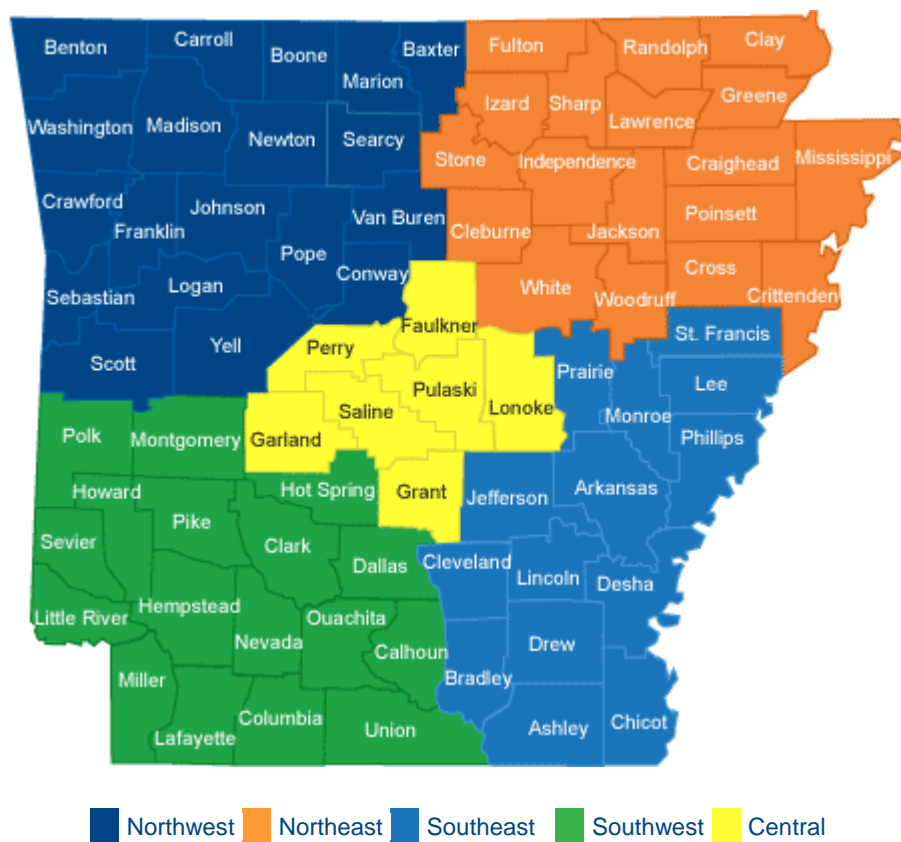 Benton
Carroll
Boone
Baxter
Marion
Fulton
Randolph
Clay
Washington
Madison
Newton
Searcy
Izard
Sharp
Lawrence
Greene
Stone
Independence
Craighead
Mississippi
Crawford
Franklin
Johnson
Pope
Van Buren
Conway
Cleburne
Jackson
Poinsett
Sebastian
Logan
White
Woodruff
Cross
Crittenden
Scott
Yell
Perry
Faulkner
Pulaski
Saline
Garland
Lonoke
Grant
Prairie
St. Francis
Lee
Monroe
Phillips
Polk
Montgomery
Hot Spring
Jefferson
Arkansas
Howard
Pike
Clark
Dallas
Sevier
Cleveland
Lincoln
Desha
Little River
Hempstead
Nevada
Ouachita
Calhoun
Bradley
Drew
Miller
Lafayette
Columbia
Union
Ashley
Chicot
Northwest Northeast Southeast Southwest Central